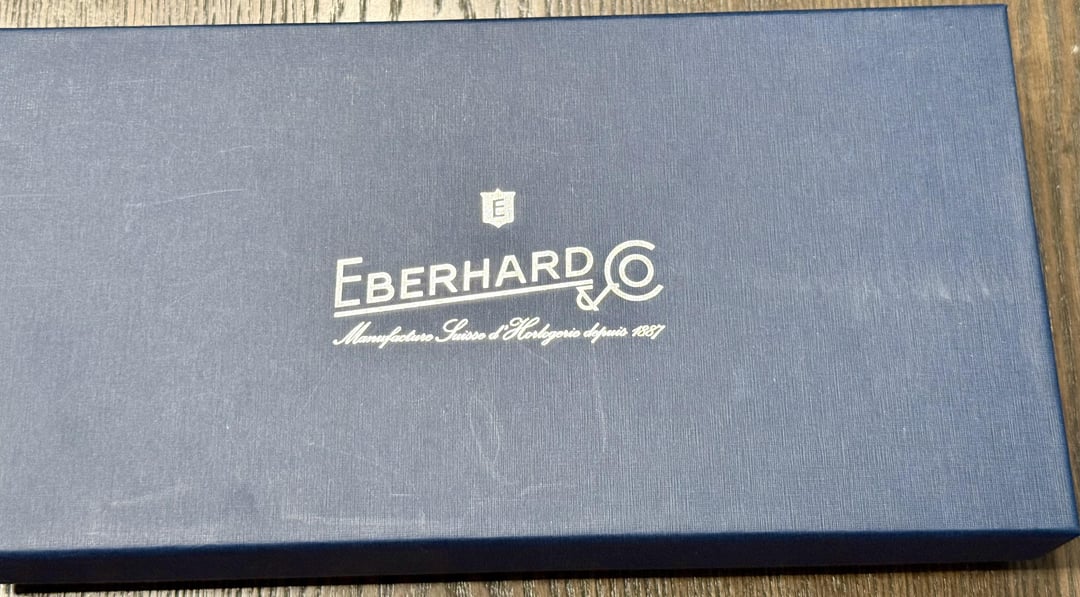 E
EBERHARD & CO
Manufacture Suisse d'Horlogerie depuis 1887